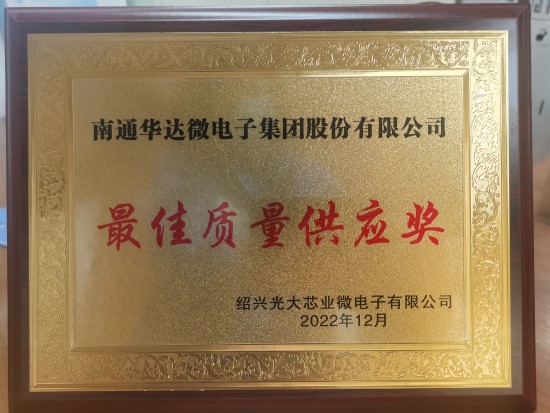 南通华达微电子集团股份有限公司
最佳质量供应奖
绍兴光大芯业微电子有限公司
2022年12月